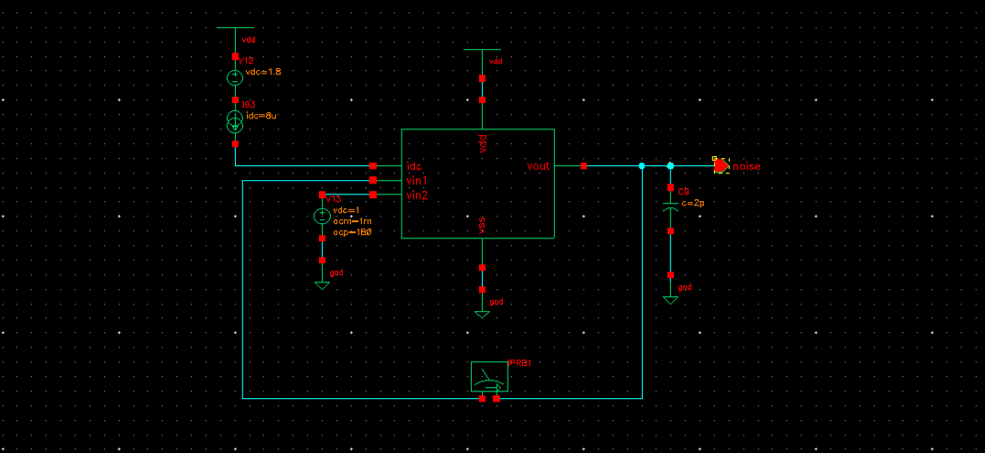 vdd
V12
vdc=1.8
I93
idc=8u
vdd
vdd
idc
vin1
vin2
vout
vss
noise
V13
vdc=1
acm=1m
acp=180
gnd
C9
c=2p
gnd
gnd
IPRB1